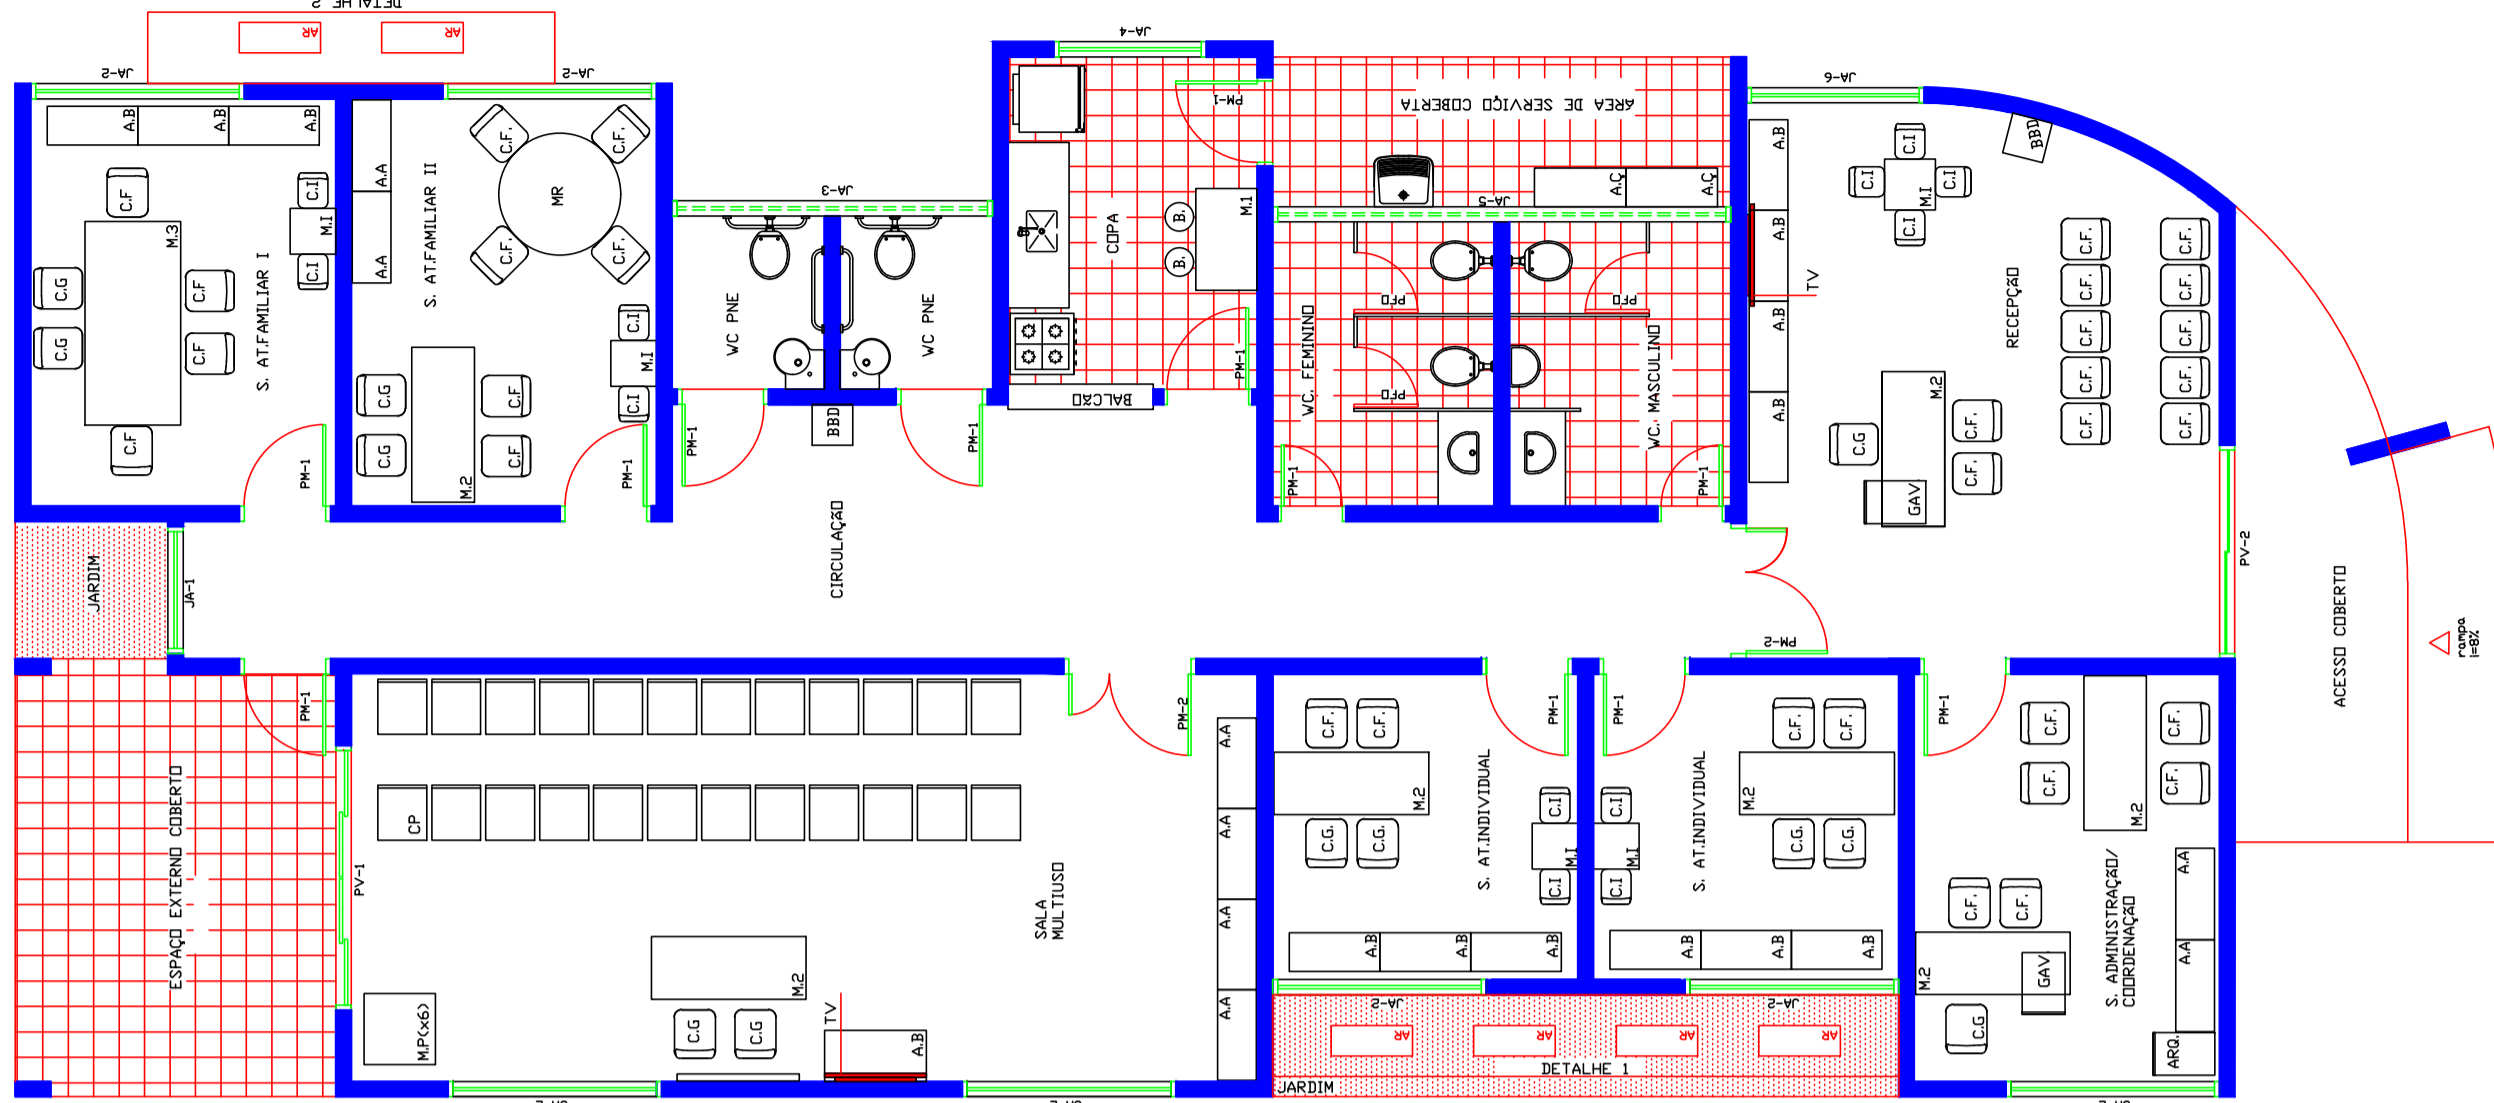 DETALHE 2
AR
AR
JA-2
JA-2
A.B
A.B
A.B
C.F
C.I
M.I
C.I
M.3
C.G
C.G
C.F
C.F
C.F
S. AT.FAMILIAR I
PM-1
A.A
A.A
S. AT.FAMILIAR II
C.F.
C.F.
C.F.
C.F.
MR
C.I
M.I
C.I
C.G
C.G
C.F
C.F
M.2
PM-1
JA-3
WC PNE
WC PNE
BBD
PM-1
PM-1
CIRCULAÇÃO
JA-4
PM-1
COPA
B.
B.
M.1
PM-1
BALCÃO
ÁREA DE SERVIÇO COBERTA
A.Ç
A.Ç
JA-5
WC. FEMININO
WC. MASCULINO
PFO
PFO
PFO
PM-1
PM-1
JA-6
A.B
A.B
A.B
A.B
TV
C.I
C.I
C.I
C.I
M.I
BBD
RECEPÇÃO
C.F.
C.F.
C.F.
C.F.
C.F.
C.F.
C.F.
C.F.
C.F.
C.F.
M.2
C.G
C.F.
C.F.
GAV.
PM-2
PV-2
ACESSO COBERTO
rampa
i=8%
JARDIM
JA-1
PM-1
ESPAÇO EXTERNO COBERTO
PV-1
CP
M.P(x6)
M.2
C.G
C.G
TV
A.B
SALA
MULTIUSO
PM-2
A.A
A.A
A.A
A.A
C.F.
C.F.
M.2
C.G.
C.G.
S. AT.INDIVIDUAL
PM-1
C.I
M.I
C.I
A.B
A.B
A.B
JA-2
PM-1
C.I
M.I
C.I
S. AT.INDIVIDUAL
C.F.
C.F.
M.2
C.G.
C.G.
A.B
A.B
A.B
JA-2
AR
AR
AR
AR
DETALHE 1
JARDIM
PM-1
C.F.
C.F.
C.F.
C.F.
M.2
C.F.
C.F.
M.2
GAV.
C.G
S. ADMINISTRAÇÃO/
COORDENAÇÃO
A.A
A.A
ARQ.